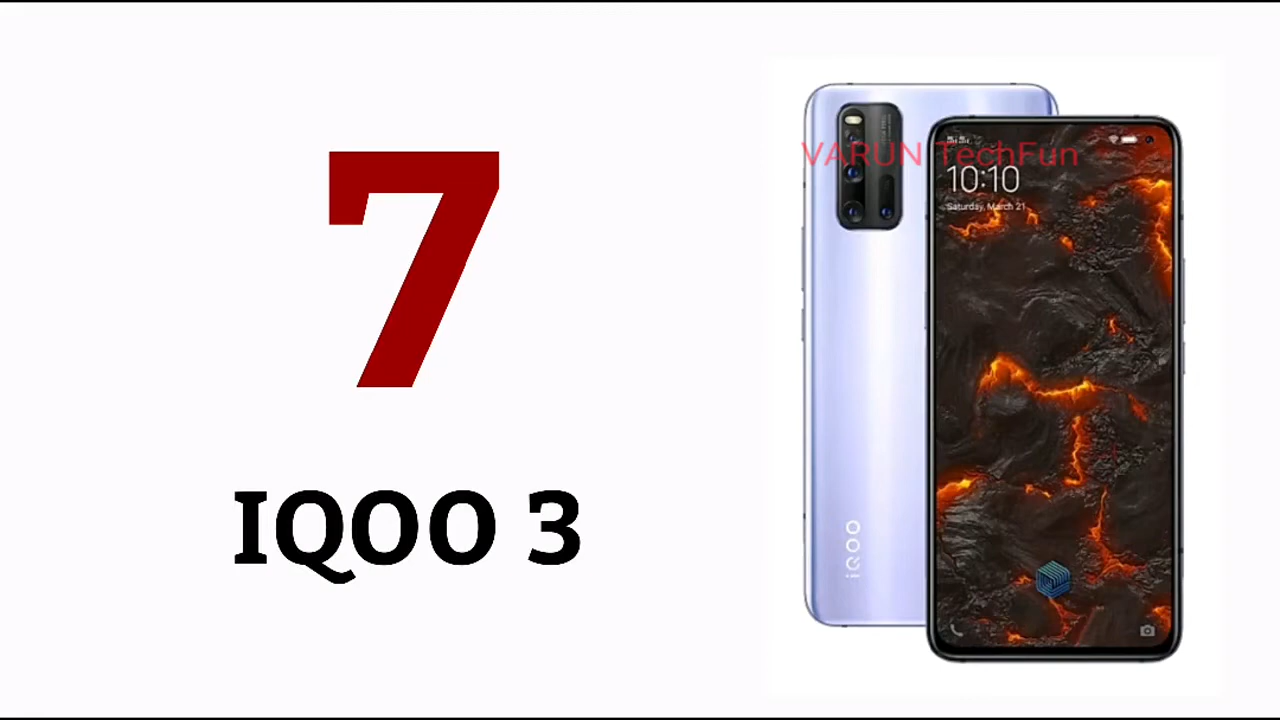 7
IQOO 3
VARUN TechFun
10:10
Saturday, March 21
iQOO